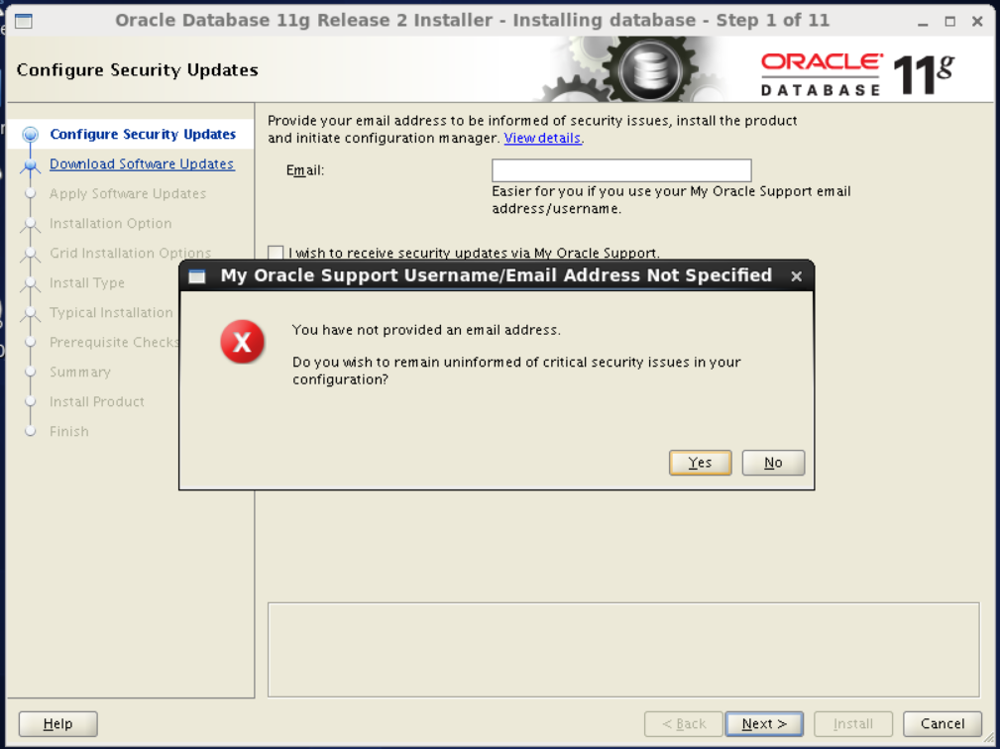 Oracle Database 11g Release 2 Installer - Installing database - Step 1 of 11
Configure Security Updates
ORACLE
DATABASE
11g
Configure Security Updates
Download Software Updates
Apply Software Updates
Installation Option
Grid Installation Options
Install Type
Typical Installation
Prerequisite Checks
Summary
Install Product
Finish
Provide your email address to be informed of security issues, install the product
and initiate configuration manager. View details.
Email:
Easier for you if you use your My Oracle Support email
address/username.
I wish to receive security updates via My Oracle Support.
My Oracle Support Username/Email Address Not Specified
You have not provided an email address.
Do you wish to remain uninformed of critical security issues in your
configuration?
Yes
No
Help
< Back
Next >
Install
Cancel